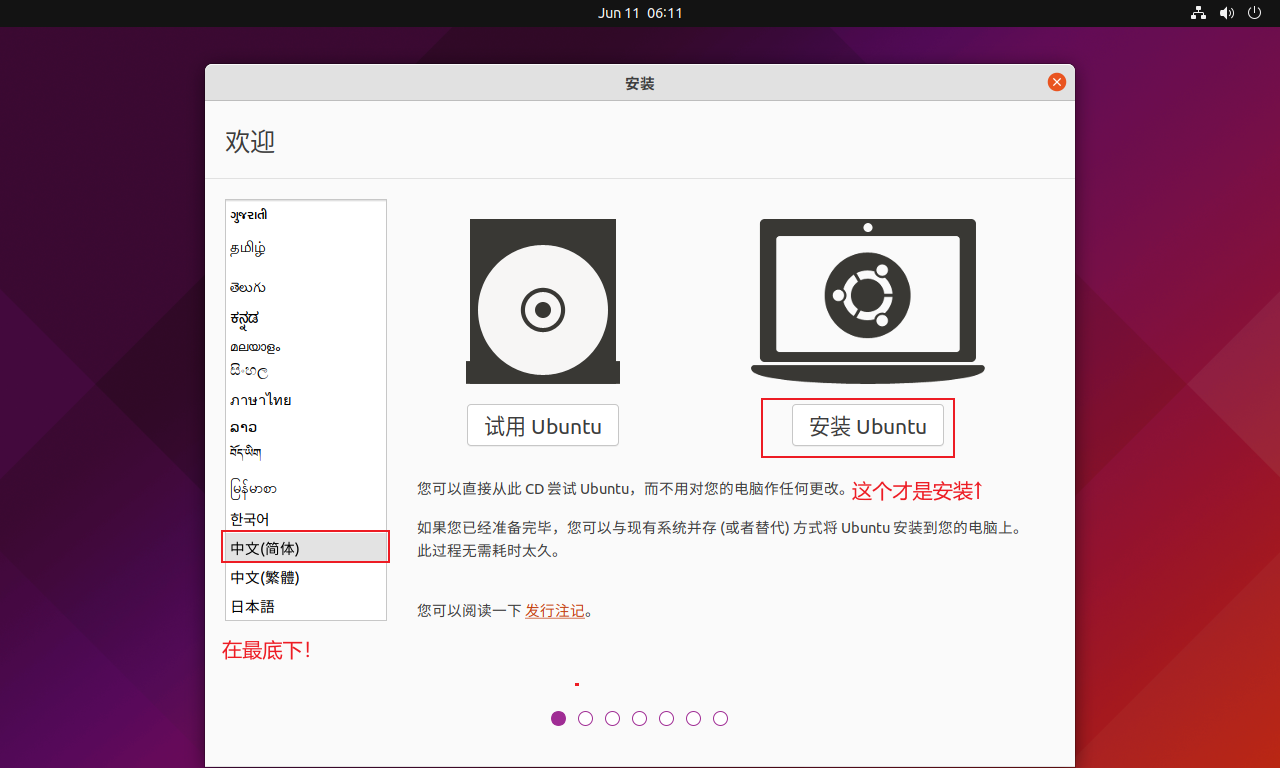 Jun 11 06:11
安装
欢迎
ગુજરાતી
தமிழ்
తెలుగు
ಕನ್ನಡ
മലയാളം
සිංහල
ภาษาไทย
ລາວ
བོད་ཡིག
မြန်မာစာ
한국어
中文(简体)
中文(繁體)
日本語
在最底下!
试用 Ubuntu
安装 Ubuntu
您可以直接从此 CD 尝试 Ubuntu，而不用对您的电脑作任何更改。
这个才是安装↑
如果您已经准备完毕，您可以与现有系统并存 (或者替代) 方式将 Ubuntu 安装到您的电脑上。
此过程无需耗时太久。
您可以阅读一下 发行注记。